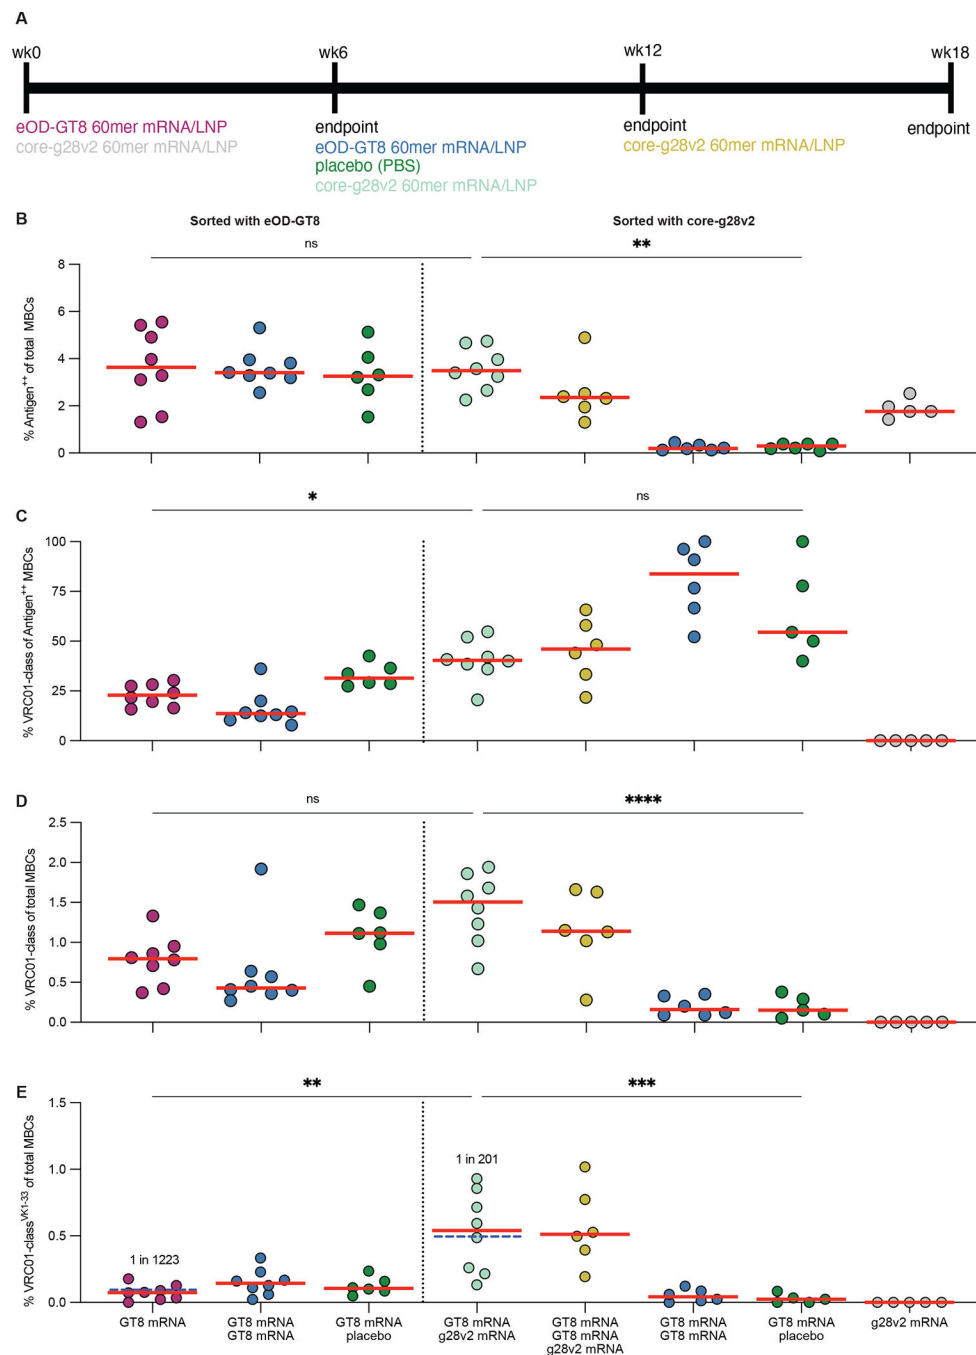 A
wk0 wk6 wk12 wk18
eOD-GT8 60mer mRNA/LNP
core-g28v2 60mer mRNA/LNP
endpoint
eOD-GT8 60mer mRNA/LNP
placebo (PBS)
core-g28v2 60mer mRNA/LNP
endpoint
core-g28v2 60mer mRNA/LNP
endpoint
B
Sorted with eOD-GT8 Sorted with core-g28v2
ns **
% Antigen++ of total MBCs
8
6
4
2
0
C
* ns
% VRC01-class of Antigen++ MBCs
100
75
50
25
0
D
ns ****
% VRC01-class of total MBCs
2.5
2.0
1.5
1.0
0.5
0.0
E
** ***
% VRC01-classVK1-33 of total MBCs
1.5
1.0
0.5
0.0
1 in 1223
1 in 201
GT8 mRNA
GT8 mRNA
GT8 mRNA
GT8 mRNA
placebo
GT8 mRNA
g28v2 mRNA
GT8 mRNA
GT8 mRNA
g28v2 mRNA
GT8 mRNA
GT8 mRNA
GT8 mRNA
placebo
g28v2 mRNA